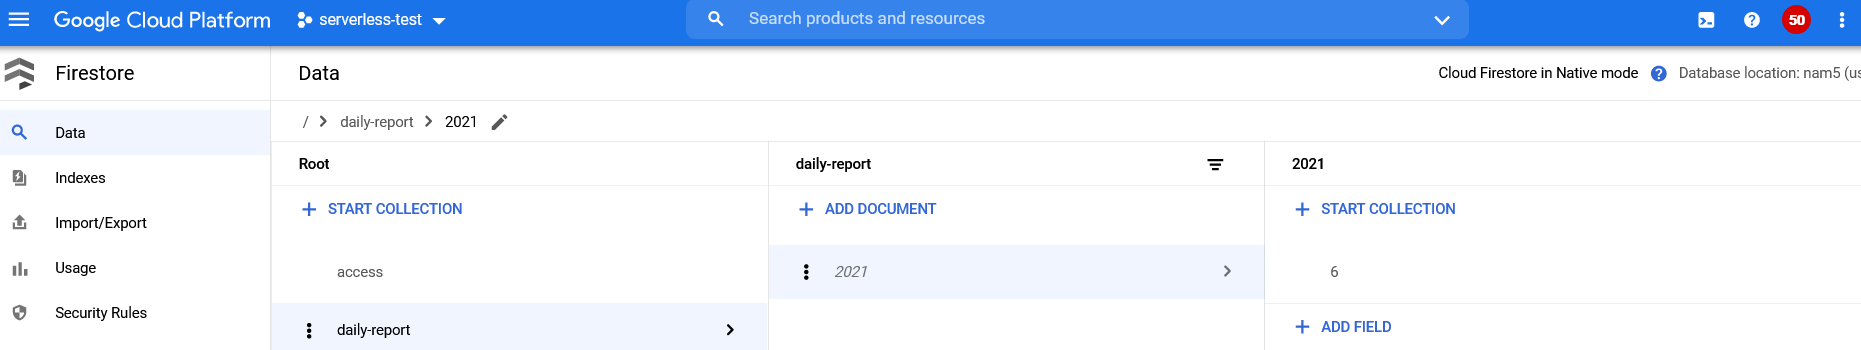 Google Cloud Platform serverless-test Search products and resources 50
Firestore Data Cloud Firestore in Native mode Database location: nam5 (us
Data
Indexes
Import/Export
Usage
Security Rules
/ daily-report 2021
Root
START COLLECTION
access
daily-report
daily-report
ADD DOCUMENT
2021
2021
START COLLECTION
6
ADD FIELD